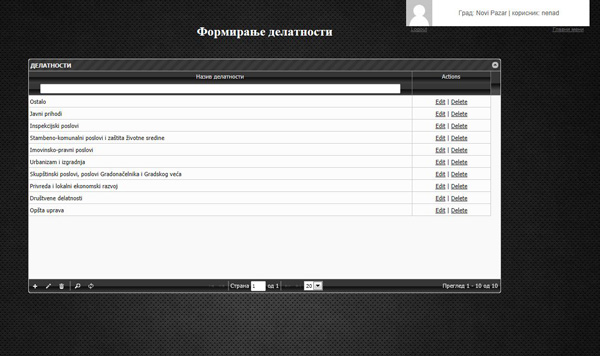 Град: Novi Pazar | корисник: nenad
Logout
Главни мени
Формирање делатности
ДЕЛАТНОСТИ
Назив делатности
Actions
Ostalo Edit | Delete
Javni prihodi Edit | Delete
Inspekcijski poslovi Edit | Delete
Stambeno-komunalni poslovi i zaštita životne sredine Edit | Delete
Imovinsko-pravni poslovi Edit | Delete
Urbanizam i izgradnja Edit | Delete
Skupštinski poslovi, poslovi Gradonačelnika i Gradskog veća Edit | Delete
Privreda i lokalni ekonomski razvoj Edit | Delete
Društvene delatnosti Edit | Delete
Opšta uprava Edit | Delete
Страна 1 од 1 20 Преглед 1 - 10 од 10